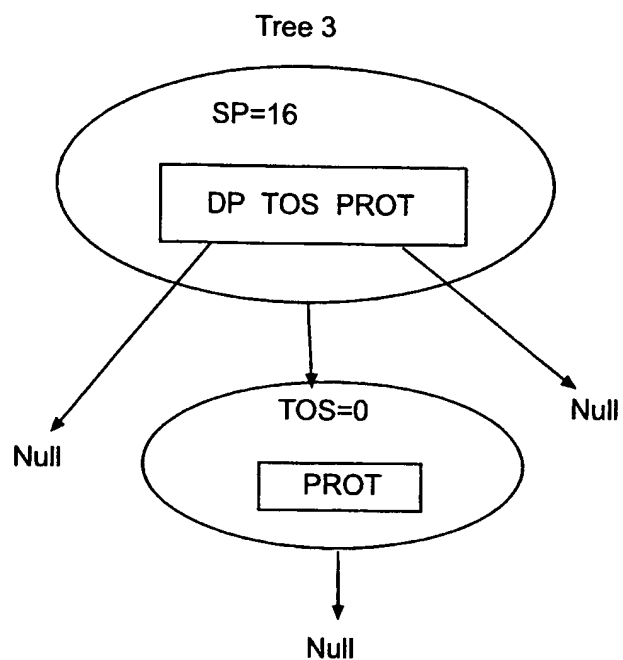 Tree 3
SP=16
DP TOS PROT
Null
TOS=0
Null
PROT
Null